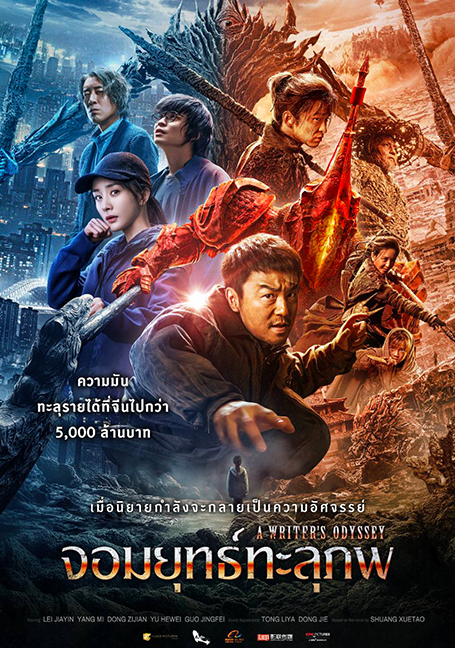 ความมัน
ทะลุรายได้ที่จีนไปกว่า
5,000 ล้านบาท
เมื่อนิยายกำลังจะกลายเป็นความอัศจรรย์
A WRITER'S ODYSSEY
จอมยุทธ์ทะลุภพ
Starring LEI JIAYIN YANG MI DONG ZIJIAN YU HEWEI GUO JINGFEI TONG LIYA DONG JIE SHUANG XUETAO